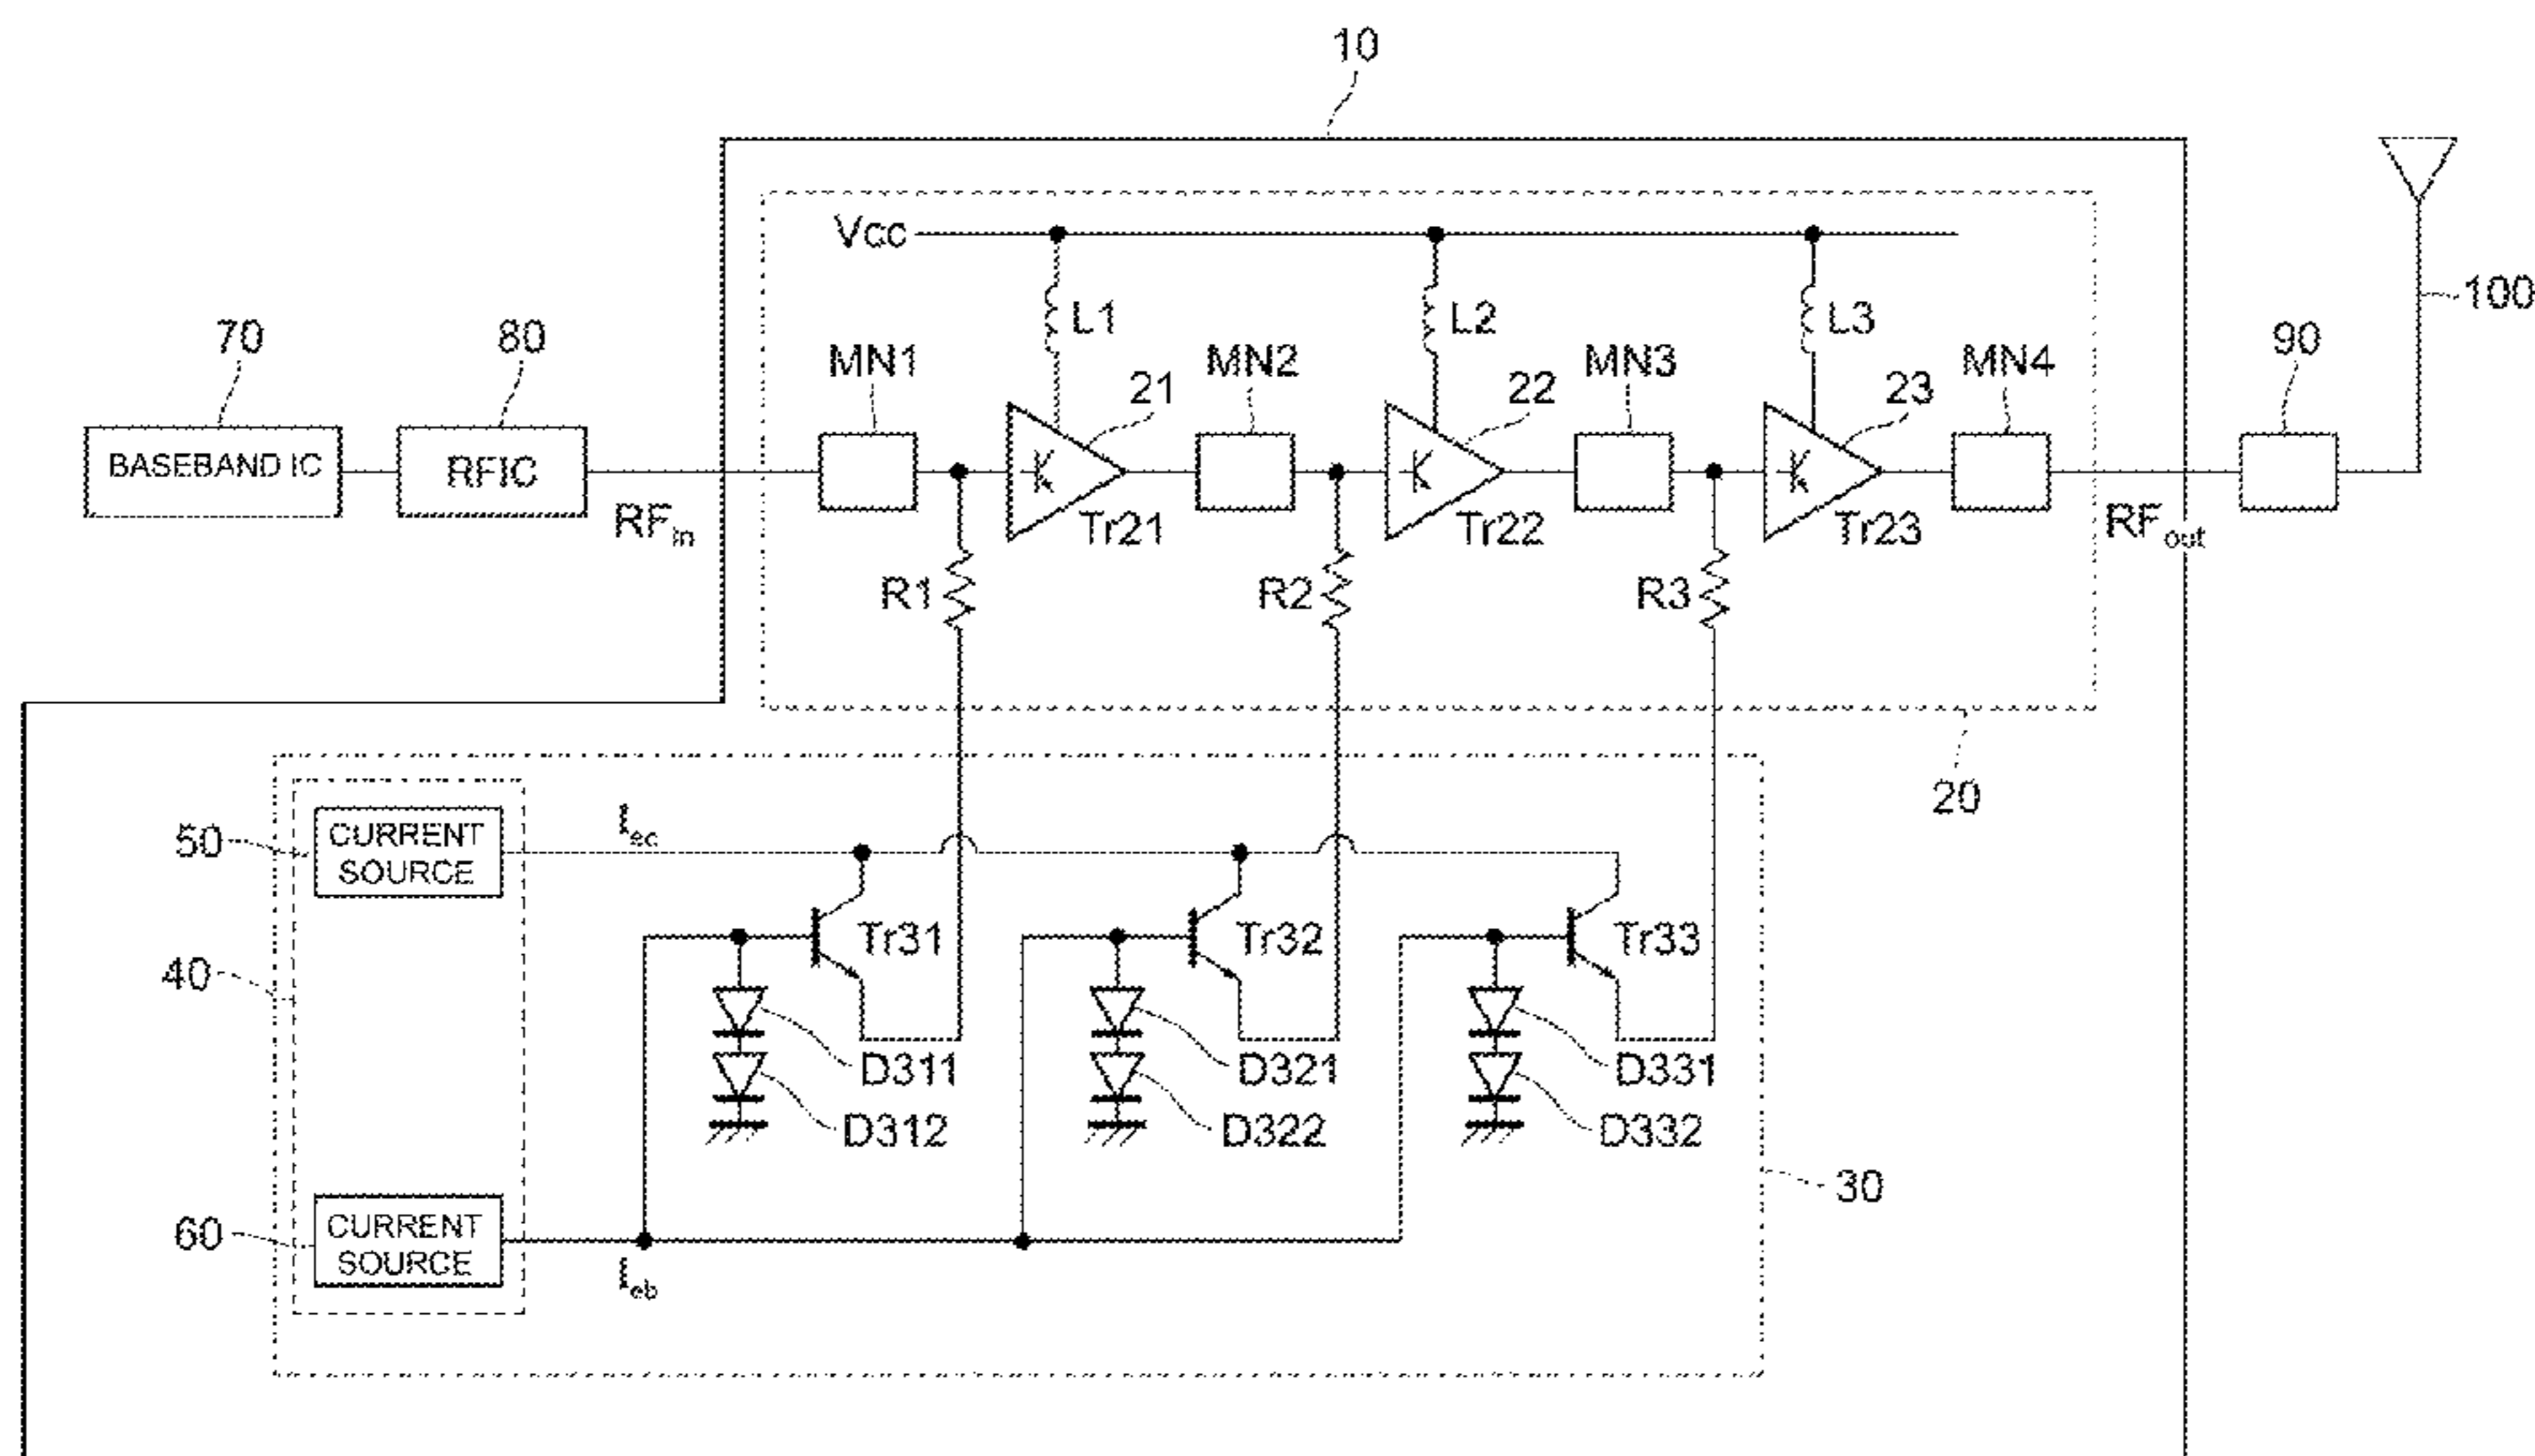 10
Vcc
L1
L2
L3
100
70
80
MN1
21
MN2
22
MN3
23
MN4
90
BASEBAND IC
RFIC
RFin
Tr21
Tr22
Tr23
RFout
R1
R2
R3
20
50
CURRENT
SOURCE
Iec
40
Tr31
Tr32
Tr33
D311
D321
D331
D312
D322
D332
30
60
CURRENT
SOURCE
Ieb